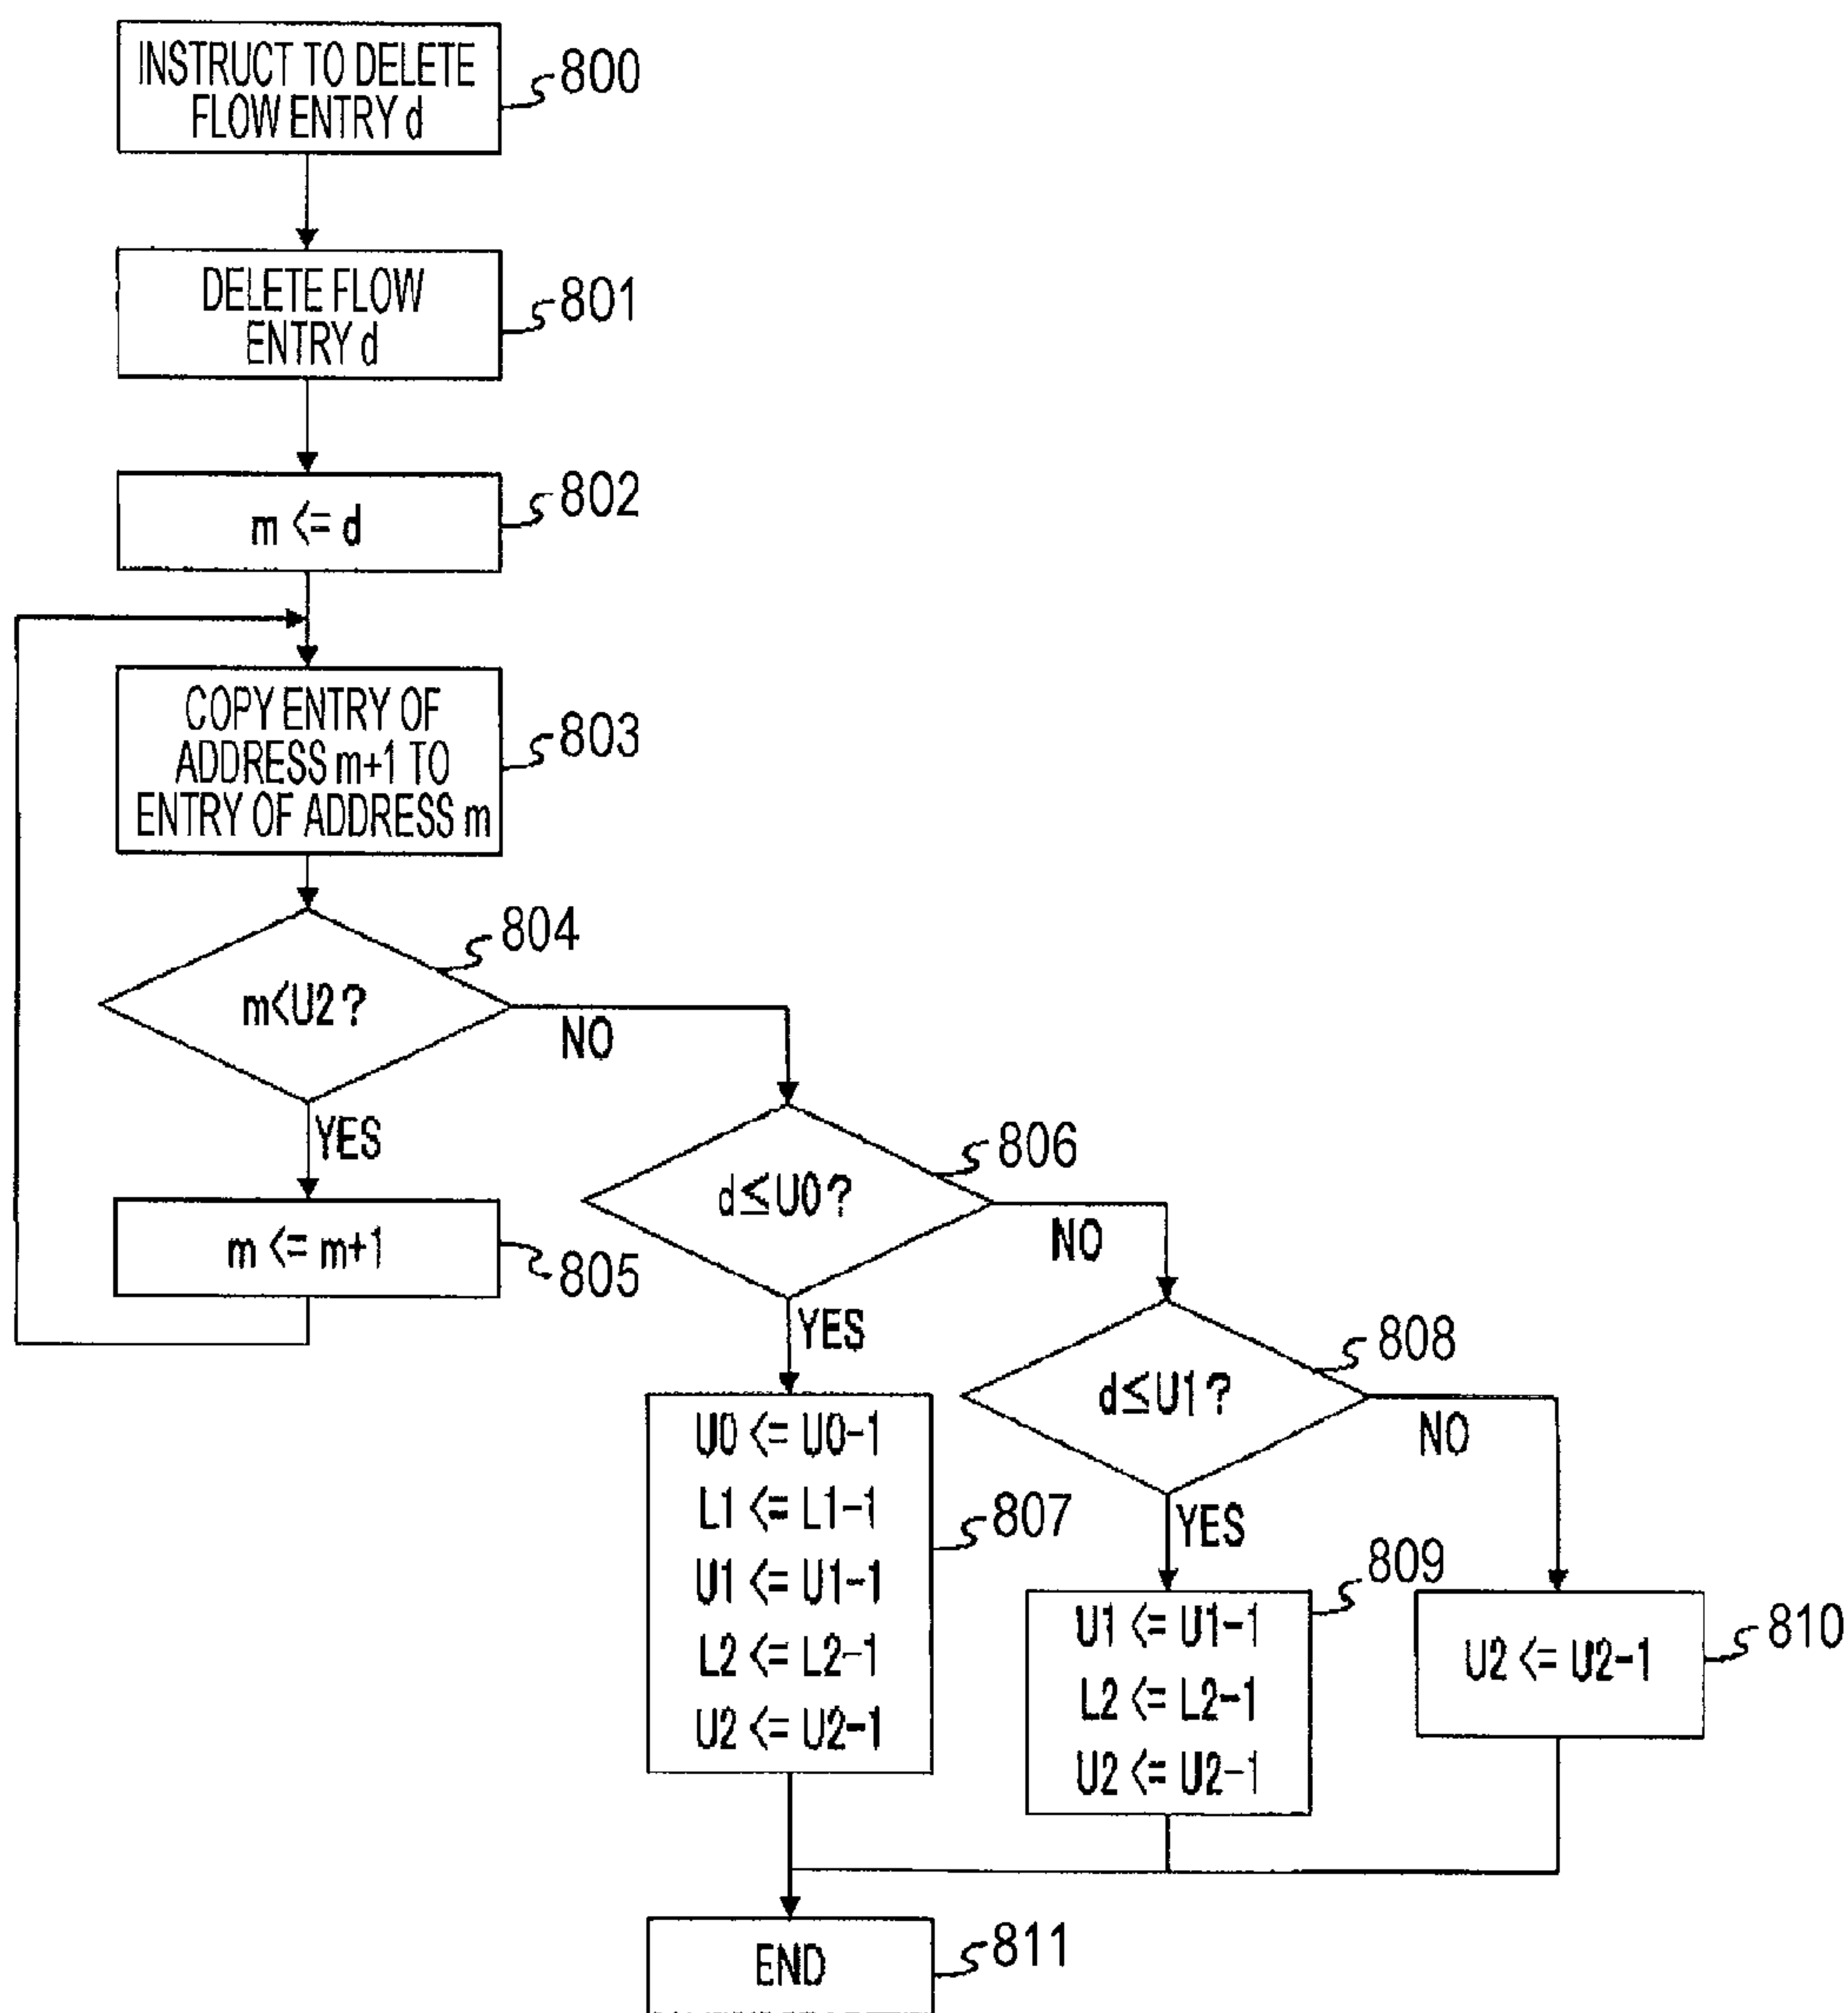 INSTRUCT TO DELETE
FLOW ENTRY d
800
DELETE FLOW
ENTRY d
801
m <= d
802
COPY ENTRY OF
ADDRESS m+1 TO
ENTRY OF ADDRESS m
803
804
m<U2?
NO
YES
m <= m+1
805
806
d≤U0?
NO
YES
808
d≤U1?
NO
YES
U0 <= U0-1
L1 <= L1-1
U1 <= U1-1
L2 <= L2-1
U2 <= U2-1
807
809
U1 <= U1-1
L2 <= L2-1
U2 <= U2-1
U2 <= U2-1
810
END
811